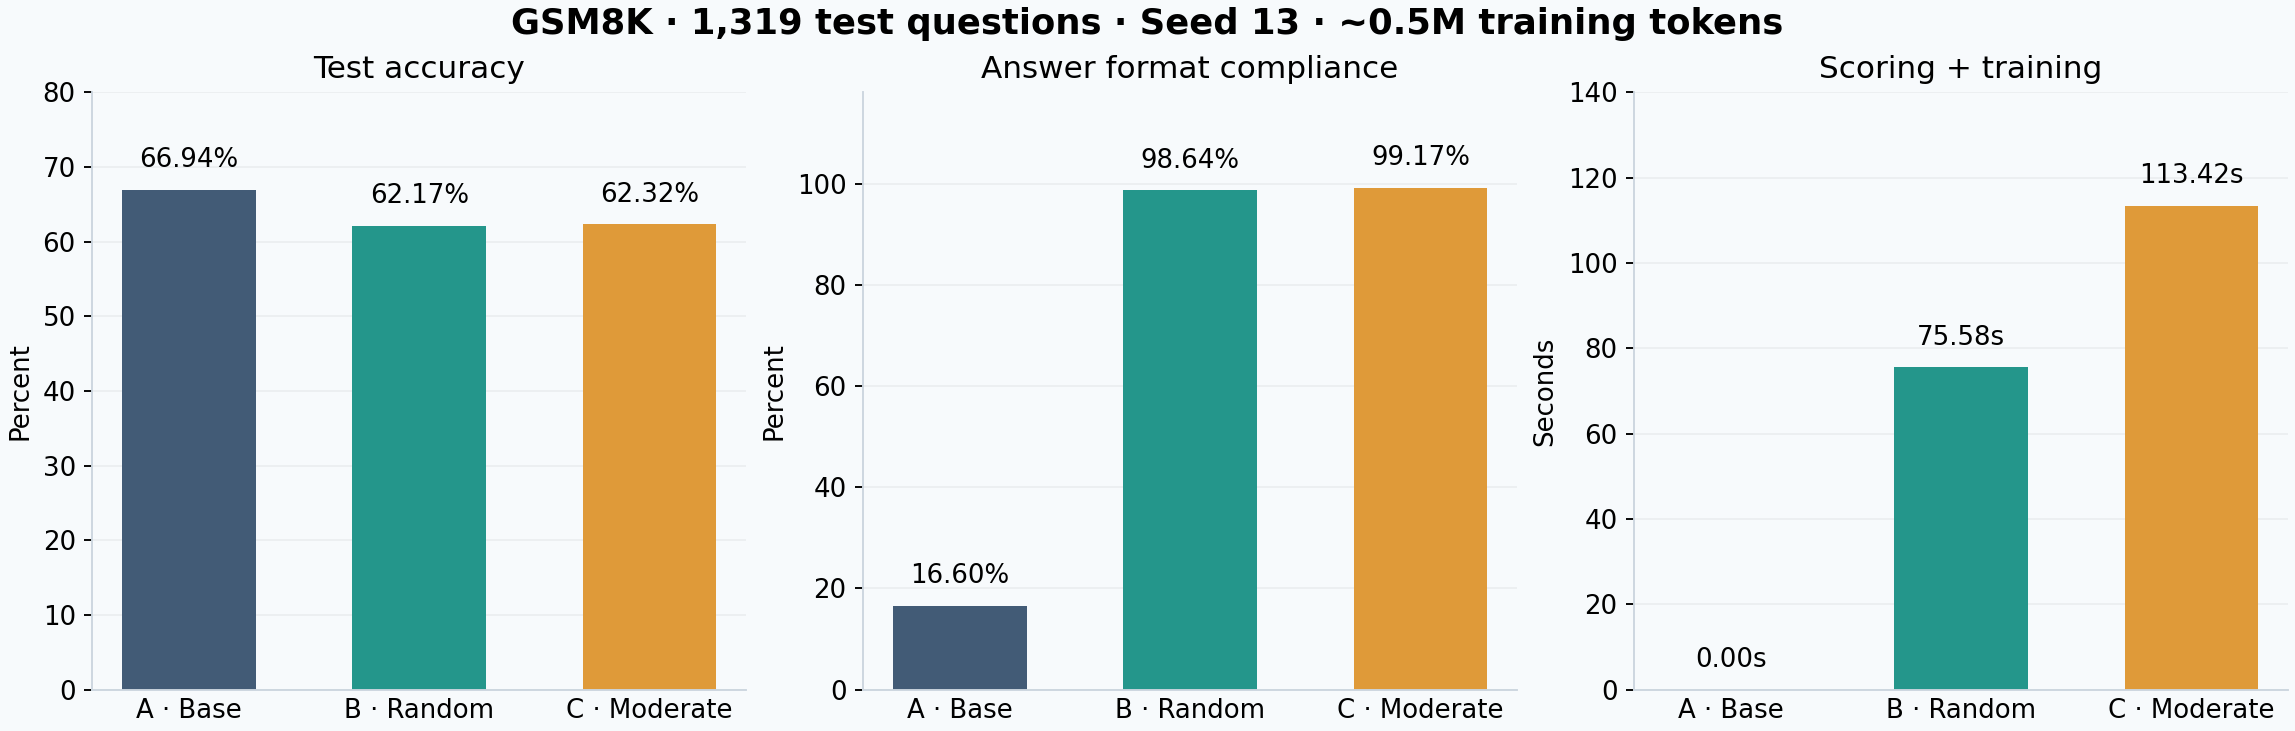 GSM8K · 1,319 test questions · Seed 13 · ~0.5M training tokens
Test accuracy
Percent
80
70
60
50
40
30
20
10
0
66.94%
62.17%
62.32%
A · Base
B · Random
C · Moderate
Answer format compliance
Percent
100
80
60
40
20
0
16.60%
98.64%
99.17%
A · Base
B · Random
C · Moderate
Scoring + training
Seconds
140
120
100
80
60
40
20
0
0.00s
75.58s
113.42s
A · Base
B · Random
C · Moderate